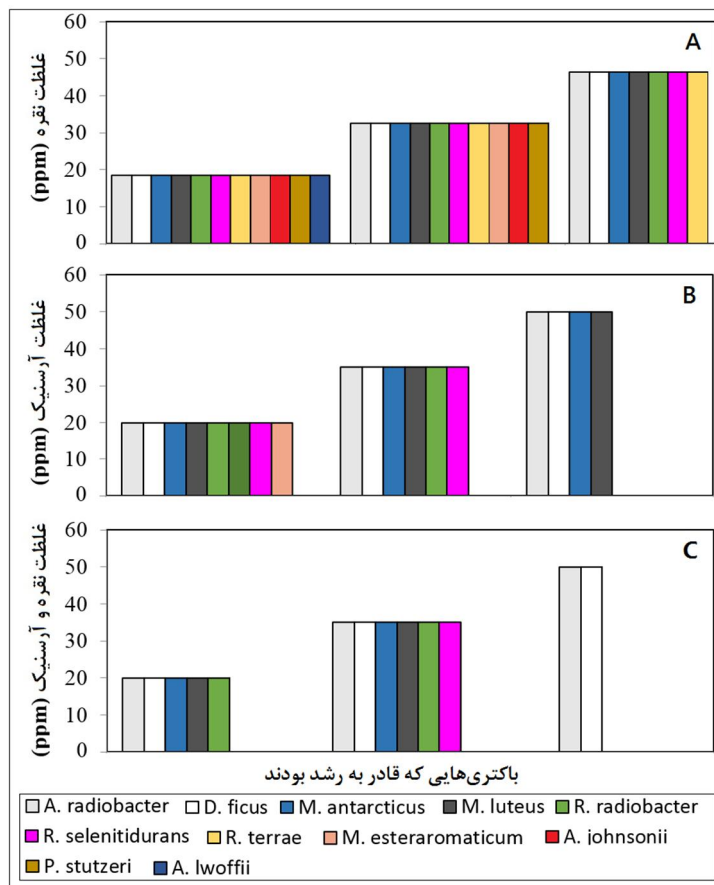 A
غلظت نقره (ppm)
60
50
40
30
20
10
0
B
غلظت آرسنیک (ppm)
60
50
40
30
20
10
0
C
غلظت نقره و آرسنیک (ppm)
60
50
40
30
20
10
0
باکتری‌هایی که قادر به رشد بودند
A. radiobacter D. ficus M. antarcticus M. luteus R. radiobacter
R. selenitidurans R. terrae M. esteraromaticum A. johnsonii
P. stutzeri A. lwoffii